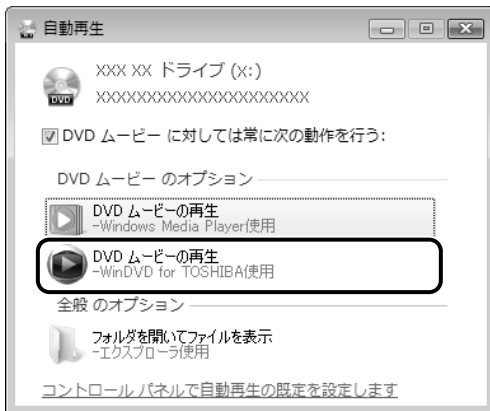 自動再生
XXX XX ドライブ (X:)
XXXXXXXXXXXXXXXXXXXXX
DVD ムービー に対しては常に次の動作を行う:
DVD ムービー のオプション
DVD ムービーの再生
-Windows Media Player使用
DVD ムービーの再生
-WinDVD for TOSHIBA使用
全般 のオプション
フォルダを開いてファイルを表示
-エクスプローラ使用
コントロール パネルで自動再生の既定を設定します
DVD